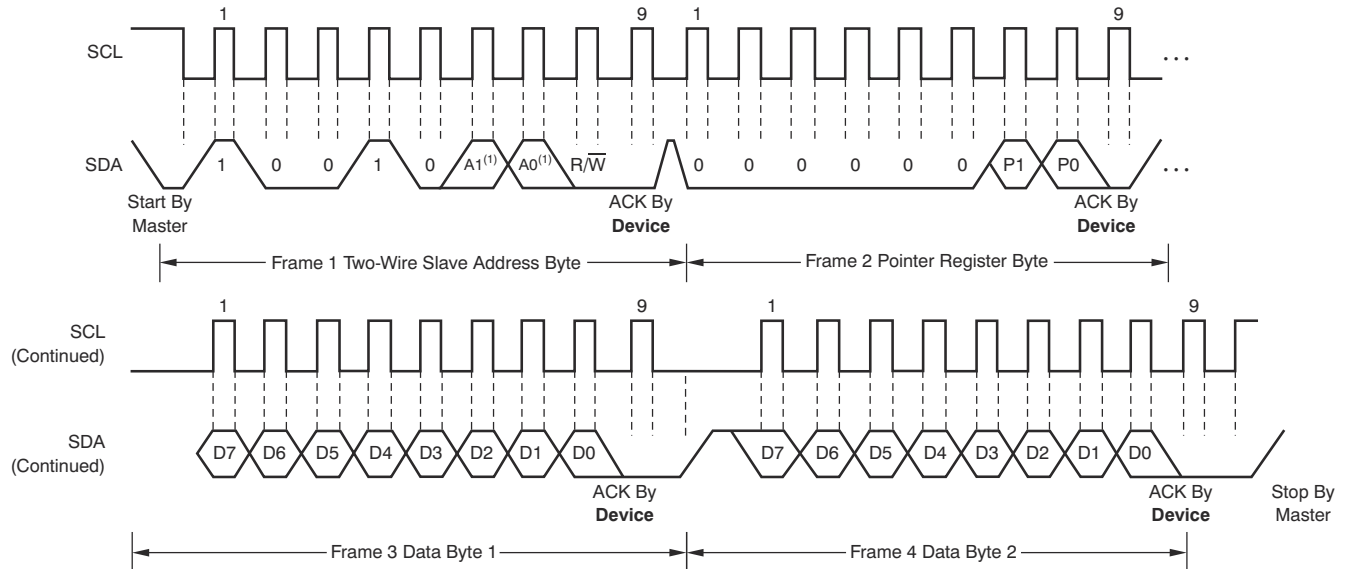 1 9 1 9
SCL
...
SDA 1 0 0 1 0 A1(1) A0(1) R/W 0 0 0 0 0 0 P1 P0 ...
Start By
Master
ACK By
Device
ACK By
Device
Frame 1 Two-Wire Slave Address Byte
Frame 2 Pointer Register Byte
1 9 1 9
SCL
(Continued)
SDA
(Continued)
D7 D6 D5 D4 D3 D2 D1 D0 D7 D6 D5 D4 D3 D2 D1 D0
ACK By
Device
ACK By
Device
Stop By
Master
Frame 3 Data Byte 1
Frame 4 Data Byte 2